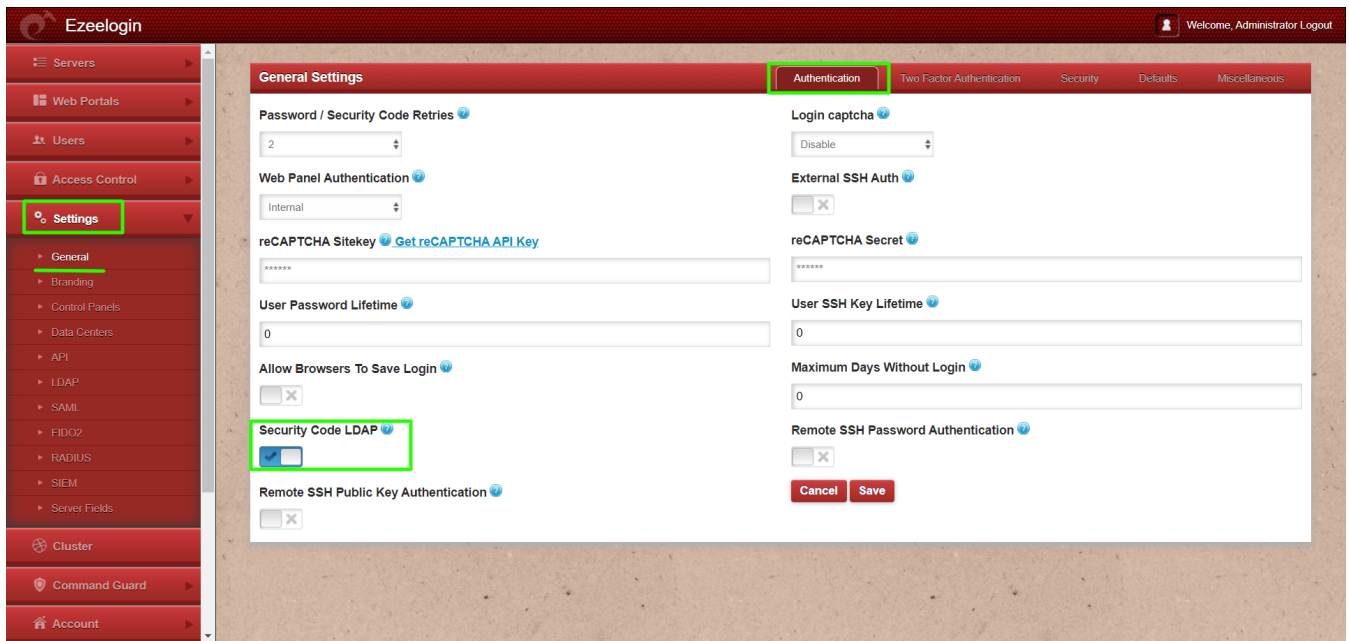 Ezeelogin
Welcome, Administrator Logout
Servers
Web Portals
Users
Access Control
Settings
General
Branding
Control Panels
Data Centers
API
LDAP
SAML
FIDO2
RADIUS
SIEM
Server Fields
Cluster
Command Guard
Account
General Settings
Authentication Two Factor Authentication Security Defaults Miscellaneous
Password / Security Code Retries ?
2
Login captcha ?
Disable
Web Panel Authentication ?
Internal
External SSH Auth ?
reCAPTCHA Sitekey ? Get reCAPTCHA API Key
******
reCAPTCHA Secret ?
******
User Password Lifetime ?
0
User SSH Key Lifetime ?
0
Allow Browsers To Save Login ?
Maximum Days Without Login ?
0
Security Code LDAP ?
Remote SSH Password Authentication ?
Cancel Save
Remote SSH Public Key Authentication ?